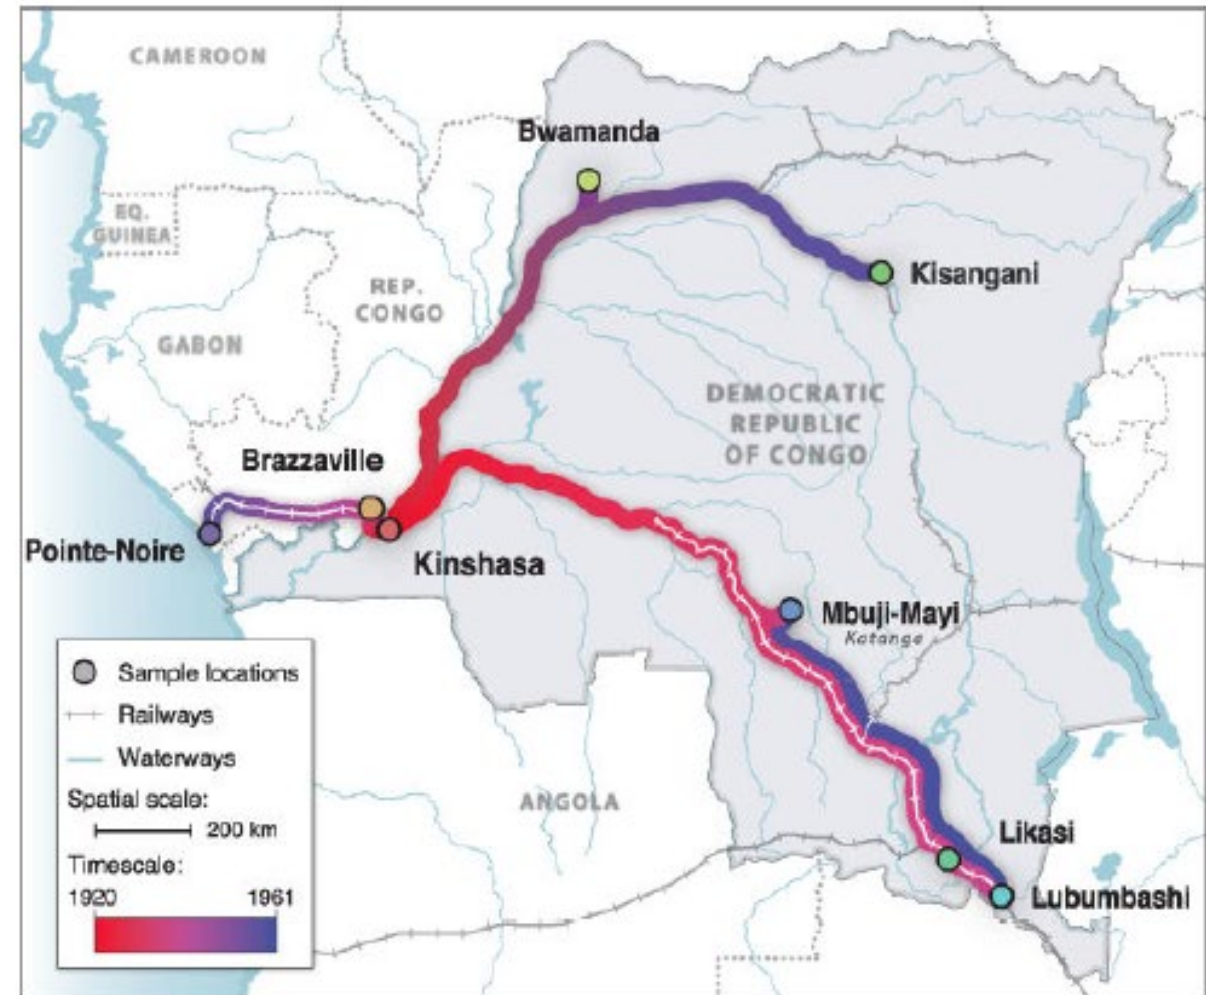 CAMEROON
Bwamanda
EQ.
GUINEA
Kisangani
REP.
CONGO
GABON
DEMOCRATIC
REPUBLIC
OF CONGO
Brazzaville
Pointe-Noire
Kinshasa
Mbuji-Mayi
Katanga
Sample locations
Railways
Waterways
Spatial scale:
200 km
Timescale:
1920 1961
ANGOLA
Likasi
Lubumbashi